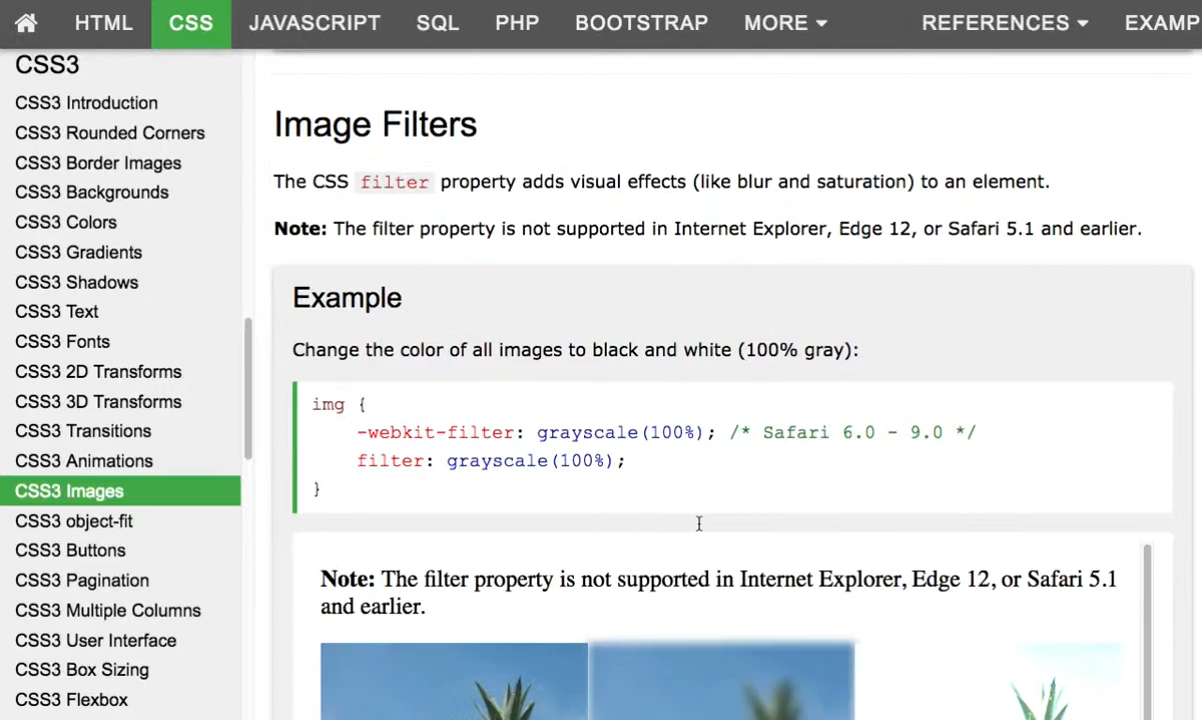 HTML CSS JAVASCRIPT SQL PHP BOOTSTRAP MORE REFERENCES EXAMP
CSS3
CSS3 Introduction
CSS3 Rounded Corners
CSS3 Border Images
CSS3 Backgrounds
CSS3 Colors
CSS3 Gradients
CSS3 Shadows
CSS3 Text
CSS3 Fonts
CSS3 2D Transforms
CSS3 3D Transforms
CSS3 Transitions
CSS3 Animations
CSS3 Images
CSS3 object-fit
CSS3 Buttons
CSS3 Pagination
CSS3 Multiple Columns
CSS3 User Interface
CSS3 Box Sizing
CSS3 Flexbox
Image Filters
The CSS filter property adds visual effects (like blur and saturation) to an element.
Note: The filter property is not supported in Internet Explorer, Edge 12, or Safari 5.1 and earlier.
Example
Change the color of all images to black and white (100% gray):
img {
-webkit-filter: grayscale(100%); /* Safari 6.0 - 9.0 */
filter: grayscale(100%);
}
Note: The filter property is not supported in Internet Explorer, Edge 12, or Safari 5.1
and earlier.